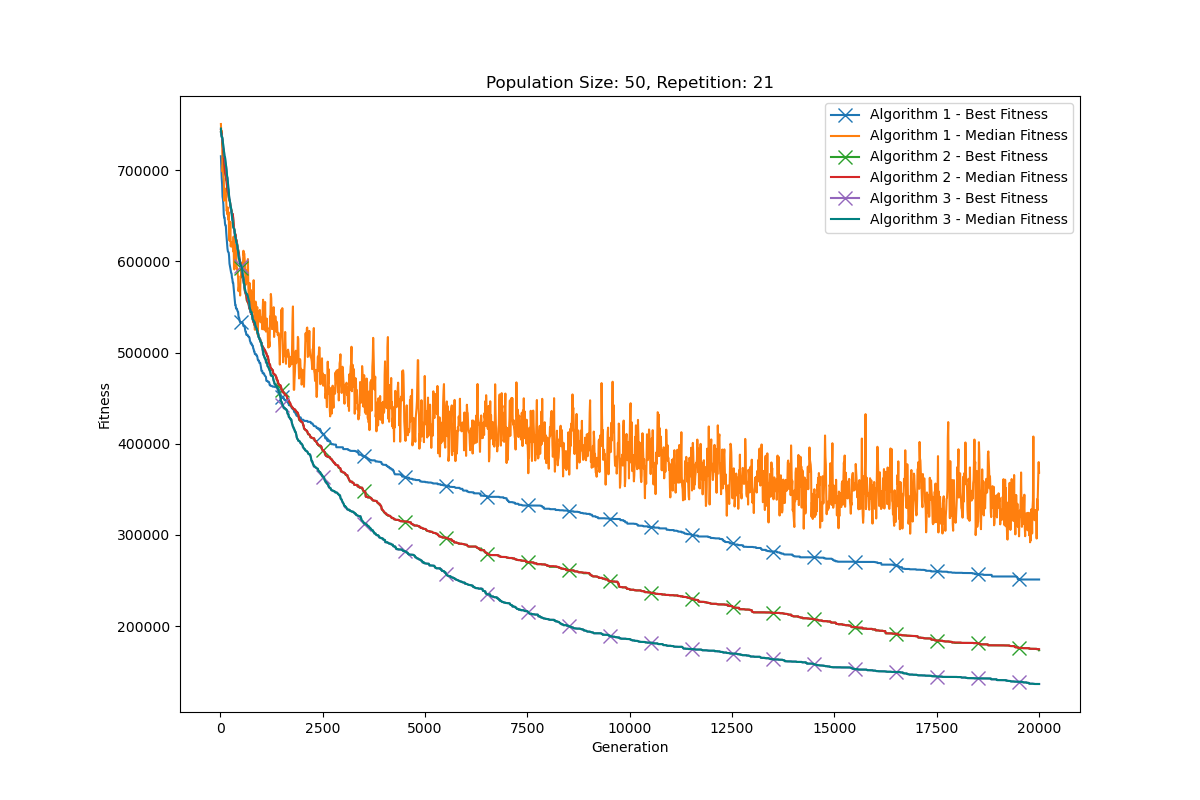 Population Size: 50, Repetition: 21
Algorithm 1 - Best Fitness
Algorithm 1 - Median Fitness
Algorithm 2 - Best Fitness
Algorithm 2 - Median Fitness
Algorithm 3 - Best Fitness
Algorithm 3 - Median Fitness
700000
600000
500000
400000
300000
200000
Fitness
0 2500 5000 7500 10000 12500 15000 17500 20000
Generation